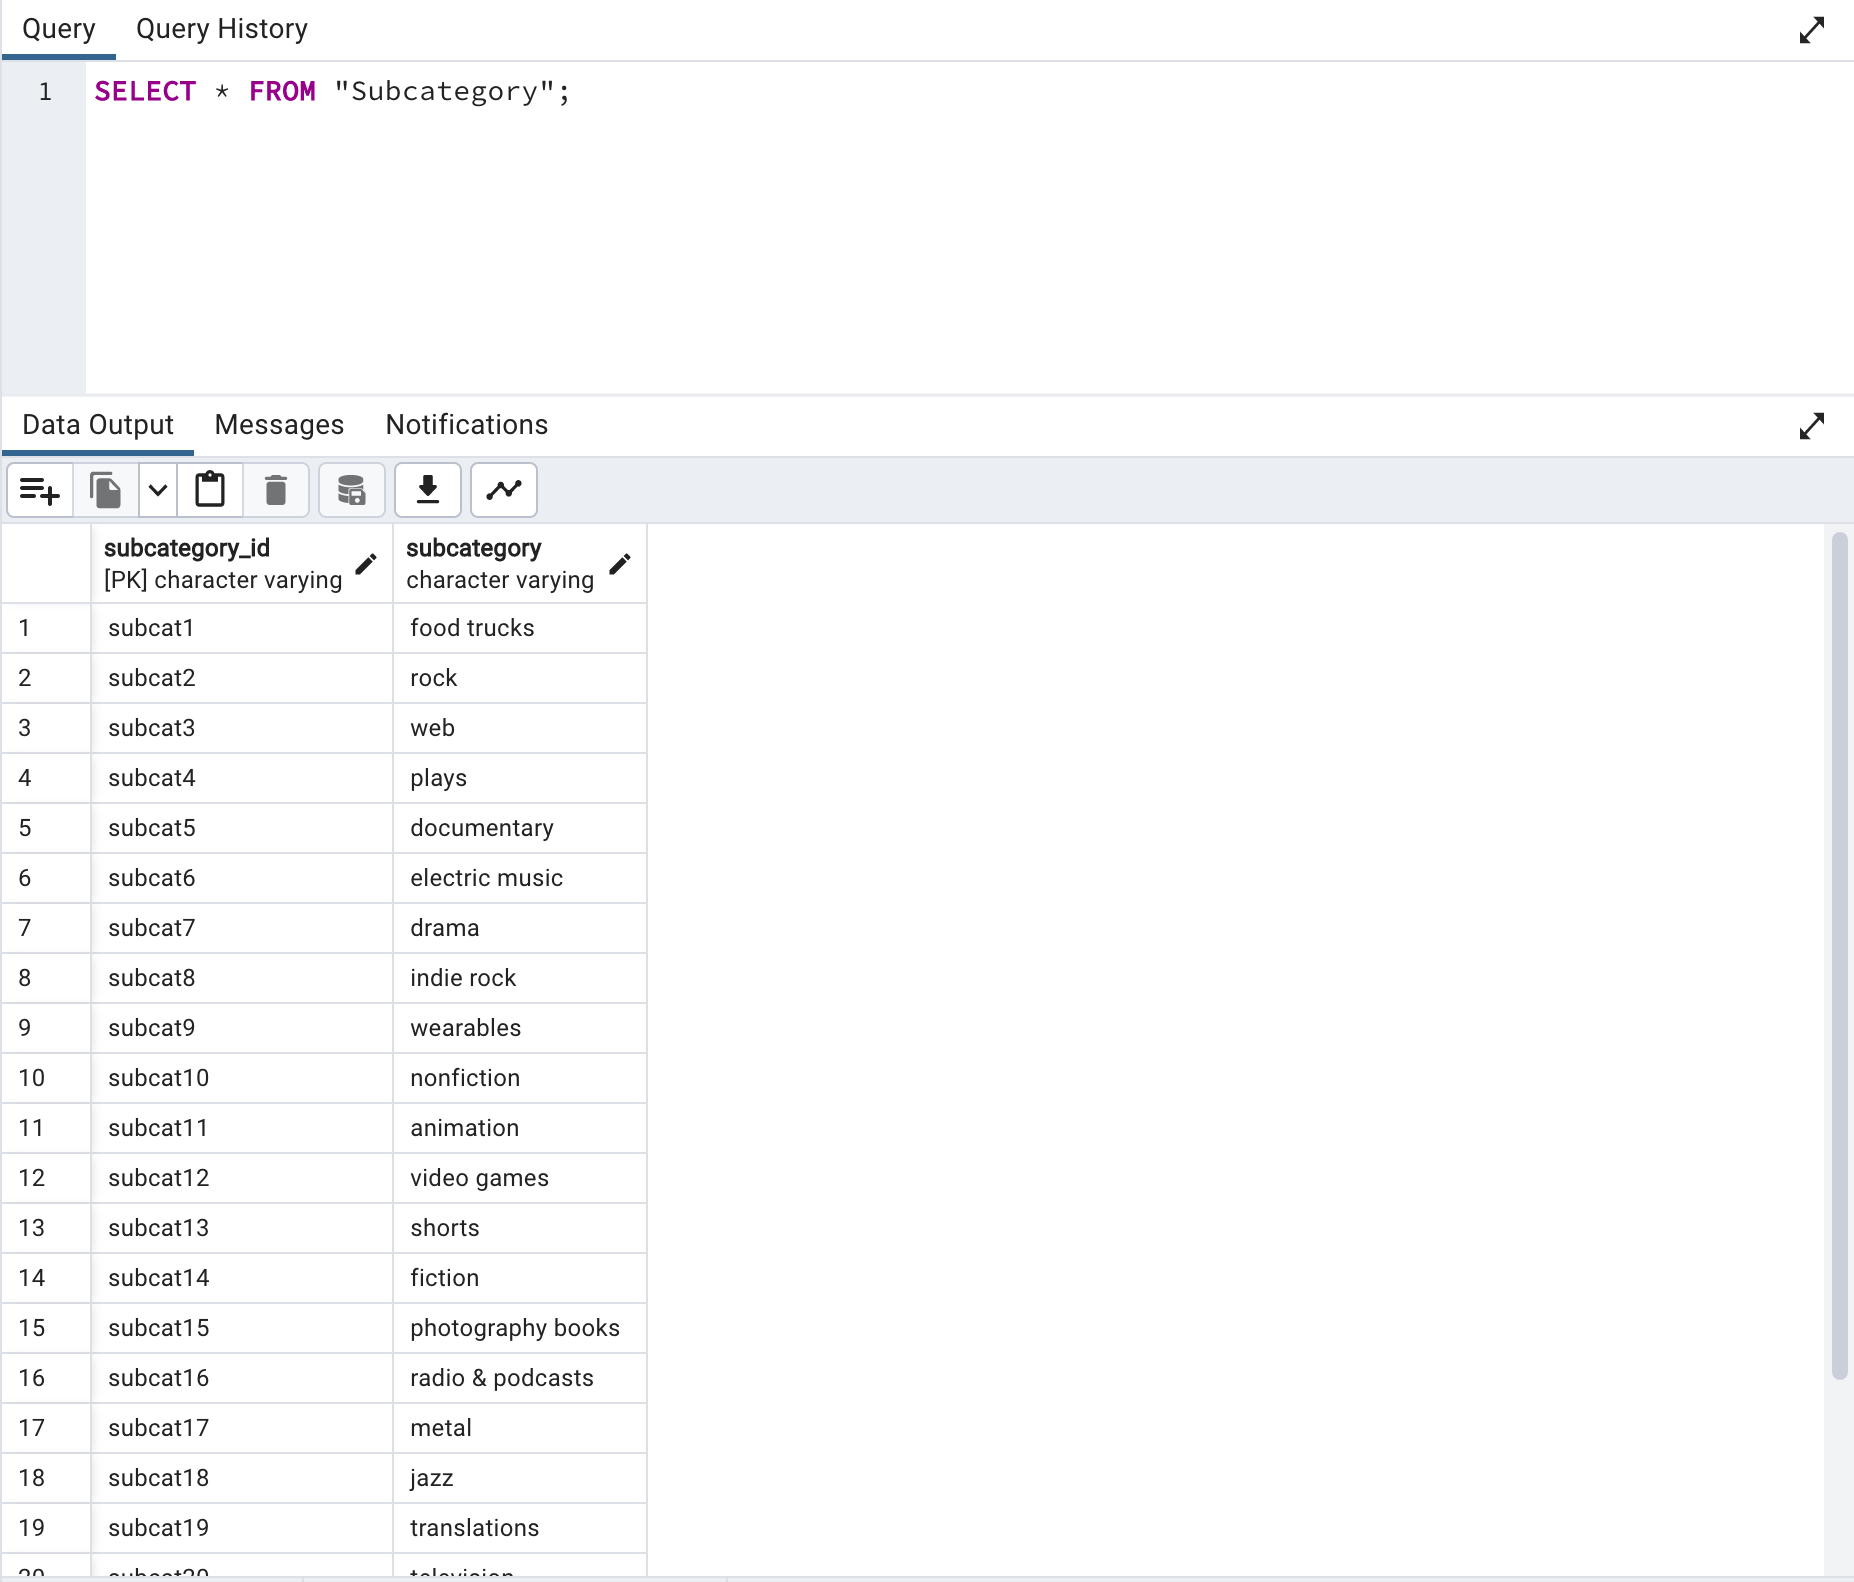 Query Query History
1 SELECT * FROM "Subcategory";
Data Output Messages Notifications
subcategory_id subcategory
[PK] character varying character varying
1 subcat1 food trucks
2 subcat2 rock
3 subcat3 web
4 subcat4 plays
5 subcat5 documentary
6 subcat6 electric music
7 subcat7 drama
8 subcat8 indie rock
9 subcat9 wearables
10 subcat10 nonfiction
11 subcat11 animation
12 subcat12 video games
13 subcat13 shorts
14 subcat14 fiction
15 subcat15 photography books
16 subcat16 radio & podcasts
17 subcat17 metal
18 subcat18 jazz
19 subcat19 translations
20 subcat20 television